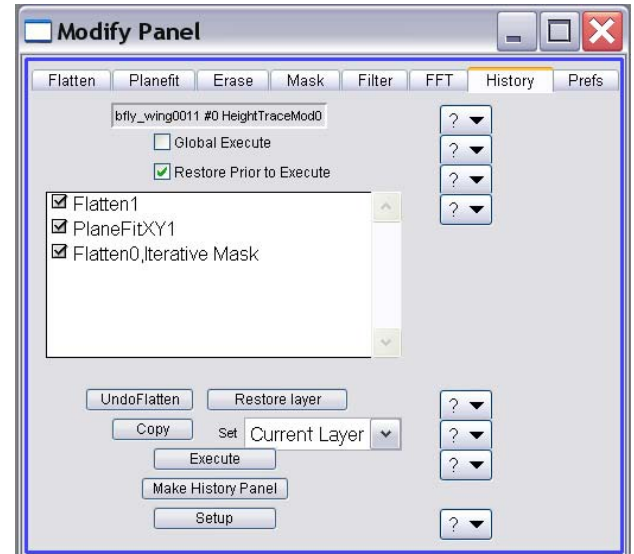 Modify Panel
Flatten Planefit Erase Mask Filter FFT History Prefs
bfly_wing0011 #0 HeightTraceMod0
?
Global Execute
?
Restore Prior to Execute
?
Flatten1
?
PlaneFitXY1
Flatten0,Iterative Mask
UndoFlatten Restore layer
?
Copy Set Current Layer
?
Execute
?
Make History Panel
Setup
?